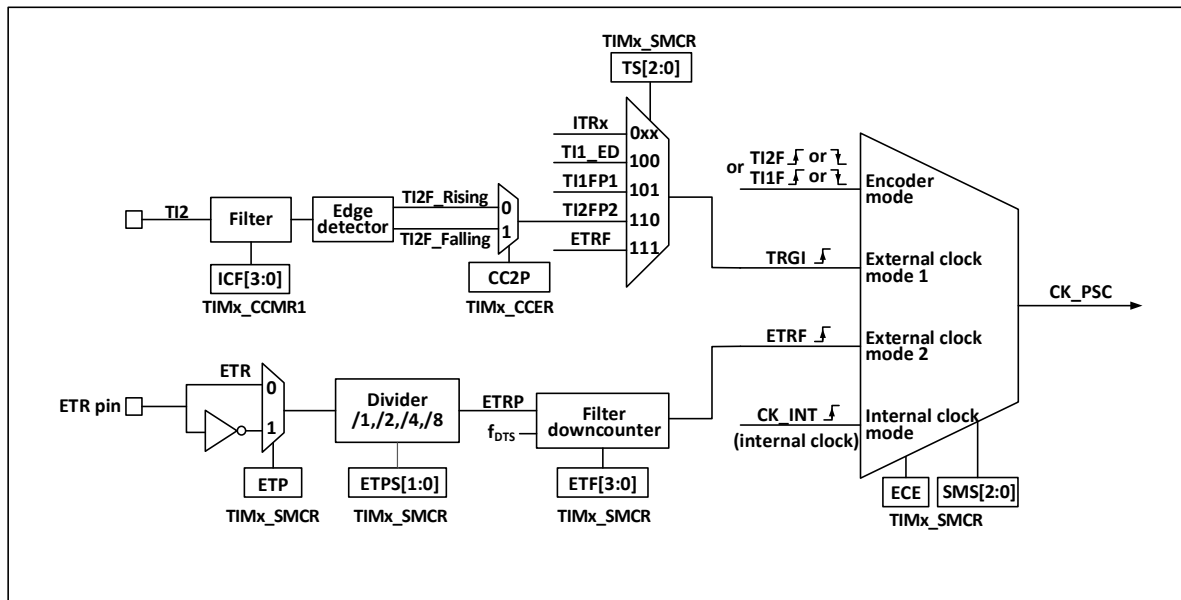 TIMx_SMCR
TS[2:0]
ITRx
0xx
TI1_ED
100
TI1FP1
101
TI2FP2
110
ETRF
111
TI2
Filter
Edge
detector
TI2F_Rising
0
TI2F_Falling
1
ICF[3:0]
TIMx_CCMR1
CC2P
TIMx_CCER
TI2F or
or
TI1F or
Encoder
mode
TRGI
External clock
mode 1
CK_PSC
ETRF
External clock
mode 2
CK_INT
(internal clock)
Internal clock
mode
ECE
SMS[2:0]
TIMx_SMCR
ETR pin
ETR
0
1
Divider
/1,/2,/4,/8
ETRP
fDTS
Filter
downcounter
ETP
TIMx_SMCR
ETPS[1:0]
TIMx_SMCR
ETF[3:0]
TIMx_SMCR